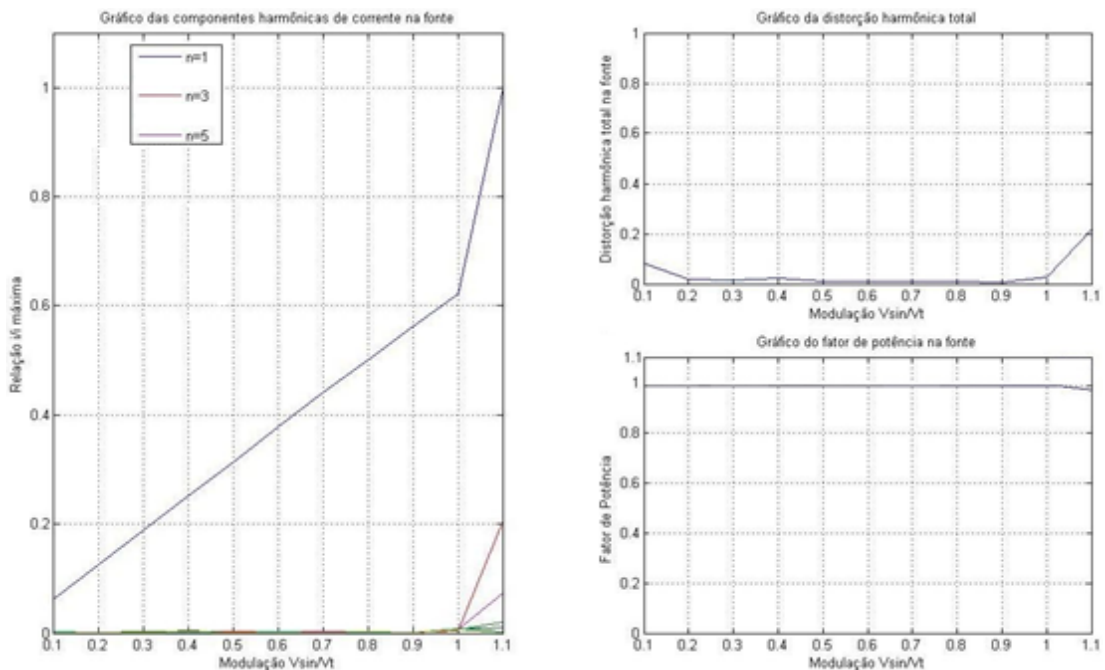 Gráfico das componentes harmônicas de corrente na fonte
n=1
n=3
n=5
1
0.8
0.6
0.4
0.2
0
Relação i/i máxima
0.1 0.2 0.3 0.4 0.5 0.6 0.7 0.8 0.9 1 1.1
Modulação Vsin/Vt
Gráfico da distorção harmônica total
1
0.8
0.6
0.4
0.2
0
Distorção harmônica total na fonte
0.1 0.2 0.3 0.4 0.5 0.6 0.7 0.8 0.9 1 1.1
Modulação Vsin/Vt
Gráfico do fator de potência na fonte
1.1
1
0.8
0.6
0.4
0.2
0
Fator de Potência
0.1 0.2 0.3 0.4 0.5 0.6 0.7 0.8 0.9 1 1.1
Modulação Vsin/Vt